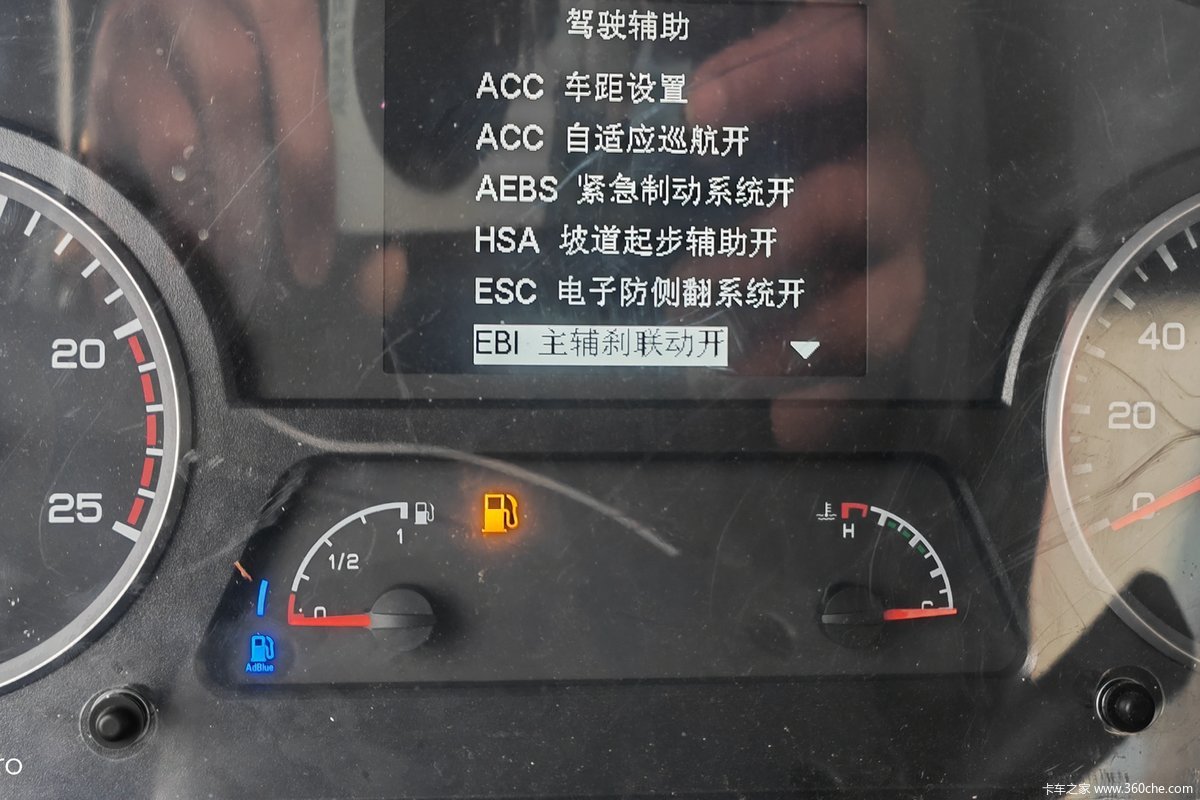 驾驶辅助
ACC 车距设置
ACC 自适应巡航开
AEBS 紧急制动系统开
HSA 坡道起步辅助开
ESC 电子防侧翻系统开
EBI 主辅刹联动开
20
25
40
20
0
1
1/2
0
H
C
AdBlue
ro
卡车之家 www.360che.com